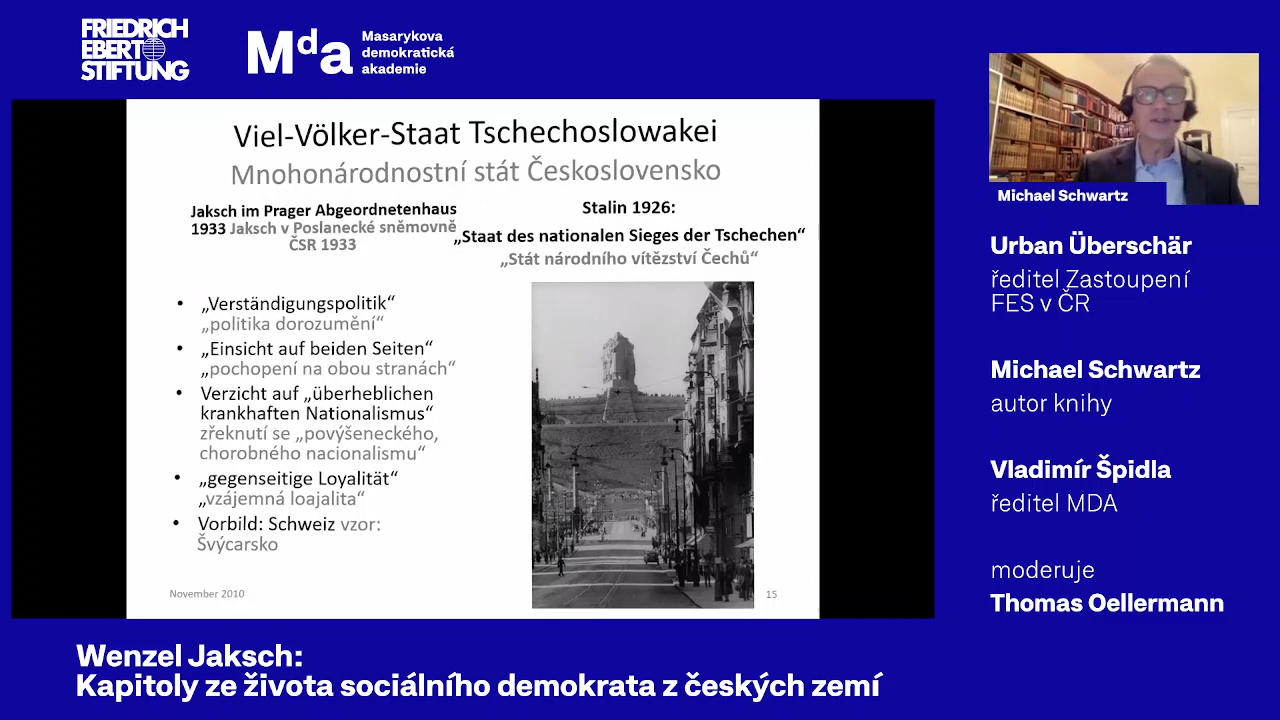 FRIEDRICH
EBERT
STIFTUNG
Mda
Masarykova
demokratická
akademie
Viel-Völker-Staat Tschechoslowakei
Mnohonárodnostní stát Československo
Jaksch im Prager Abgeordnetenhaus
1933 Jaksch v Poslanecké sněmovně
ČSR 1933
Stalin 1926:
„Staat des nationalen Sieges der Tschechen“
„Stát národního vítězství Čechů“
• „Verständigungspolitik“
„politika dorozumění“
• „Einsicht auf beiden Seiten“
„pochopení na obou stranách“
• Verzicht auf „überheblichen
krankhaften Nationalismus“
zřeknutí se „povýšeneckého,
chorobného nacionalismu“
• „gegenseitige Loyalität“
„vzájemná loajalita“
• Vorbild: Schweiz vzor:
Švýcarsko
November 2010
15
Michael Schwartz
Urban Überschär
ředitel Zastoupení
FES v ČR
Michael Schwartz
autor knihy
Vladimír Špidla
ředitel MDA
moderuje
Thomas Oellermann
Wenzel Jaksch:
Kapitoly ze života sociálního demokrata z českých zemí